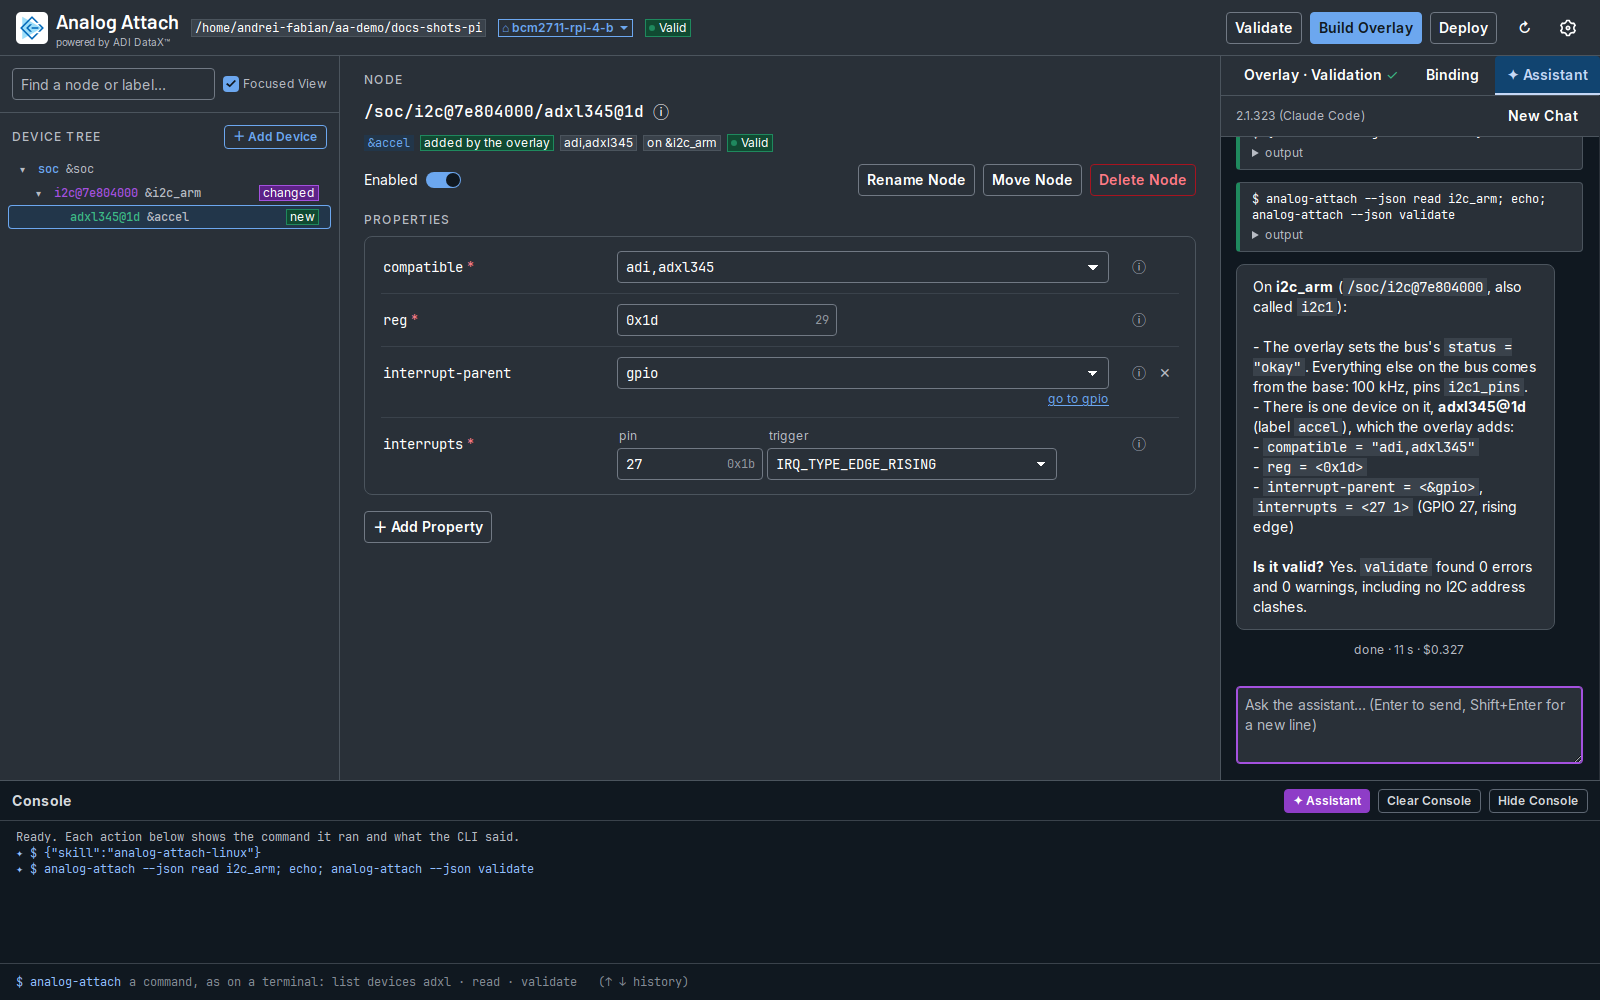 Analog Attach
powered by ADI DataX™
/home/andrei-fabian/aa-demo/docs-shots-pi
bcm2711-rpi-4-b
Valid
Validate
Build Overlay
Deploy
Find a node or label...
Focused View
DEVICE TREE
+ Add Device
soc &soc
i2c@7e804000 &i2c_arm
changed
adxl345@1d &accel
new
NODE
/soc/i2c@7e804000/adxl345@1d
&accel
added by the overlay
adi,adxl345
on &i2c_arm
Valid
Enabled
Rename Node
Move Node
Delete Node
PROPERTIES
compatible *
adi,adxl345
reg *
0x1d
29
interrupt-parent
gpio
go to gpio
interrupts *
pin
trigger
27
0x1b
IRQ_TYPE_EDGE_RISING
+ Add Property
Overlay · Validation ✓
Binding
✦ Assistant
2.1.323 (Claude Code)
New Chat
▶ output
$ analog-attach --json read i2c_arm; echo;
analog-attach --json validate
▶ output
On i2c_arm (/soc/i2c@7e804000, also
called i2c1):
- The overlay sets the bus's status =
"okay". Everything else on the bus comes
from the base: 100 kHz, pins i2c1_pins.
- There is one device on it, adxl345@1d
(label accel), which the overlay adds:
- compatible = "adi,adxl345"
- reg = <0x1d>
- interrupt-parent = <&gpio>,
interrupts = <27 1> (GPIO 27, rising
edge)
Is it valid? Yes. validate found 0 errors
and 0 warnings, including no I2C address
clashes.
done · 11 s · $0.327
Ask the assistant... (Enter to send, Shift+Enter for
a new line)
Console
✦ Assistant
Clear Console
Hide Console
Ready. Each action below shows the command it ran and what the CLI said.
✦ $ {"skill":"analog-attach-linux"}
✦ $ analog-attach --json read i2c_arm; echo; analog-attach --json validate
$ analog-attach a command, as on a terminal: list devices adxl · read · validate (↑ ↓ history)